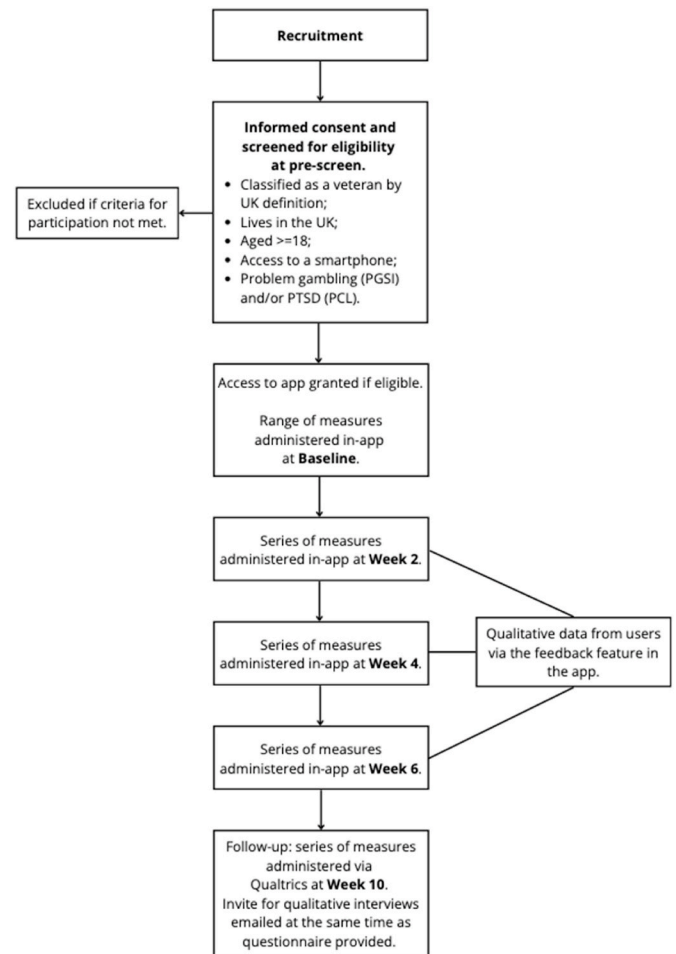 Recruitment
Informed consent and
screened for eligibility
at pre-screen.
• Classified as a veteran by
UK definition;
• Lives in the UK;
• Aged >=18;
• Access to a smartphone;
• Problem gambling (PGSI)
and/or PTSD (PCL).
Excluded if criteria for
participation not met.
Access to app granted if eligible.
Range of measures
administered in-app
at Baseline.
Series of measures
administered in-app at Week 2.
Series of measures
administered in-app at Week 4.
Qualitative data from users
via the feedback feature in
the app.
Series of measures
administered in-app at Week 6.
Follow-up: series of measures
administered via
Qualtrics at Week 10.
Invite for qualitative interviews
emailed at the same time as
questionnaire provided.